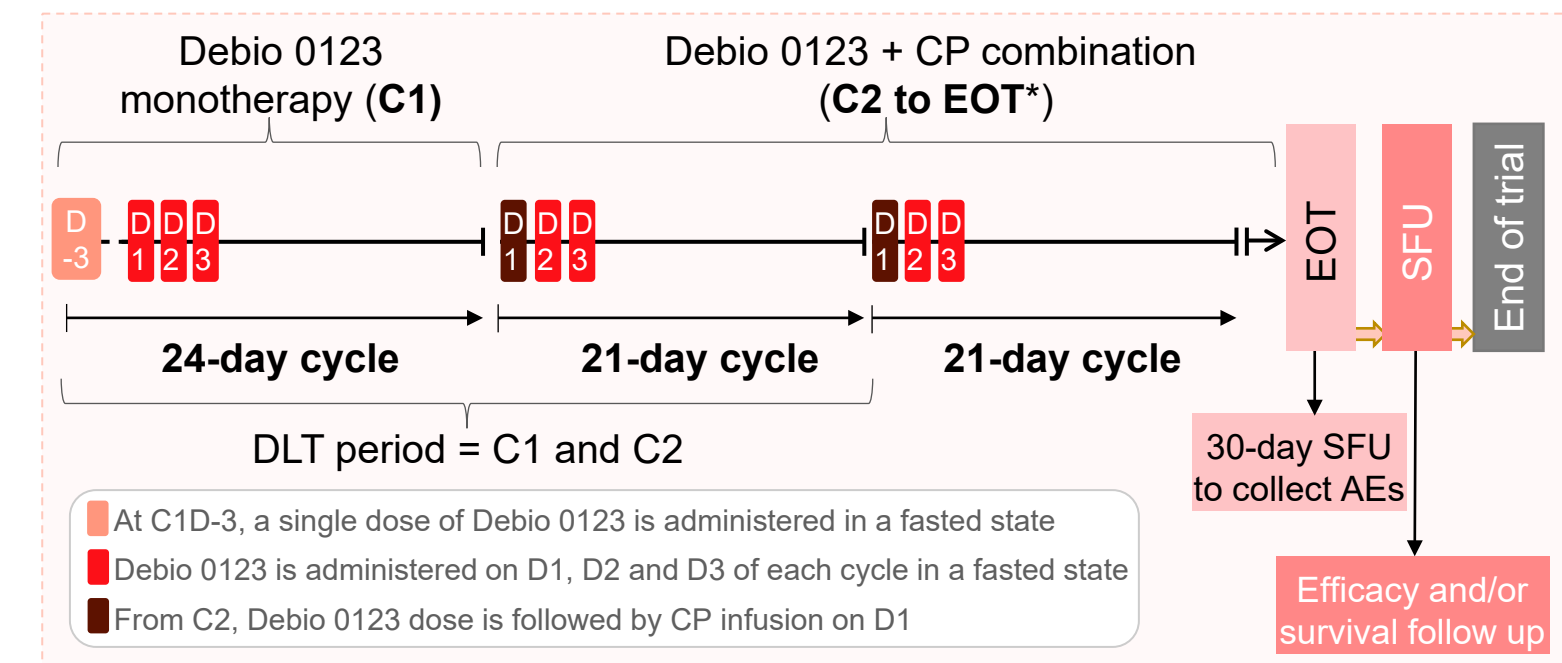 Debio 0123
monotherapy (C1)
Debio 0123 + CP combination
(C2 to EOT*)
D
-3
D
1
D
2
D
3
D
1
D
2
D
3
D
1
D
2
D
3
EOT
SFU
End of trial
24-day cycle
21-day cycle
21-day cycle
DLT period = C1 and C2
30-day SFU
to collect AEs
At C1D-3, a single dose of Debio 0123 is administered in a fasted state
Debio 0123 is administered on D1, D2 and D3 of each cycle in a fasted state
From C2, Debio 0123 dose is followed by CP infusion on D1
Efficacy and/or
survival follow up